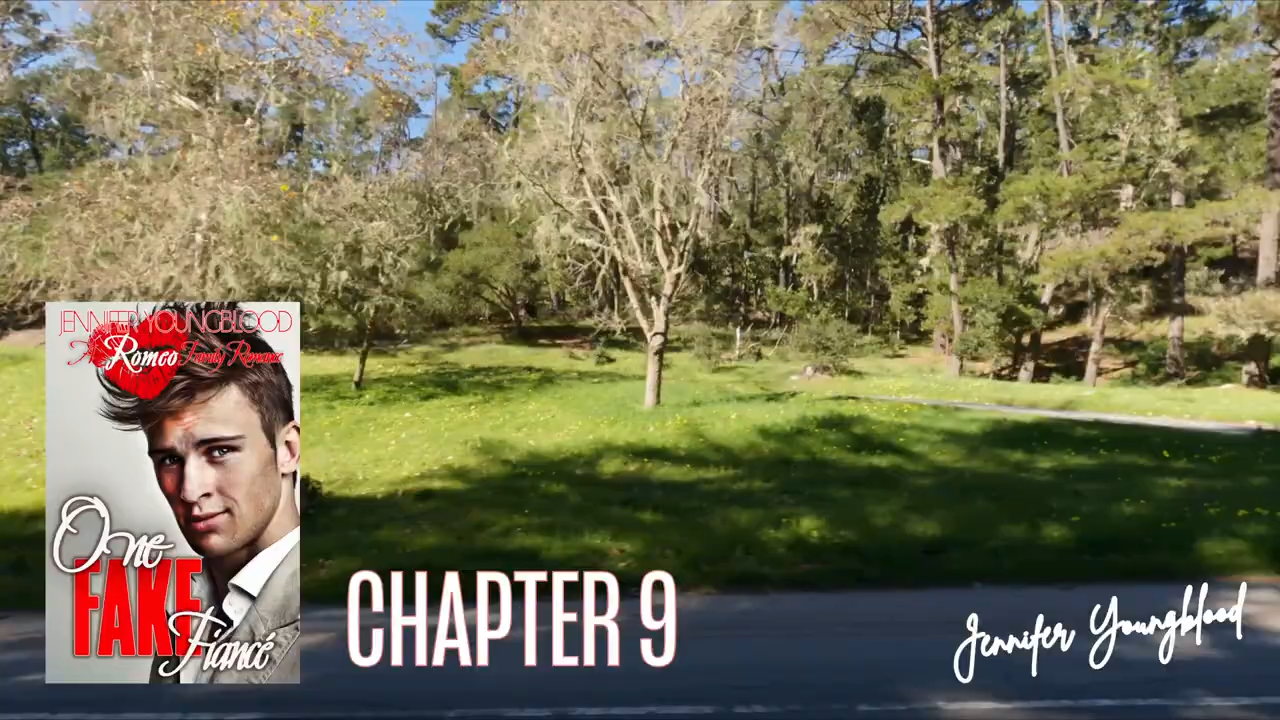 JENNIFER YOUNGBLOOD
A Romeo Family Romance
One
FAKE
Fiancé
CHAPTER 9
Jennifer Youngblood